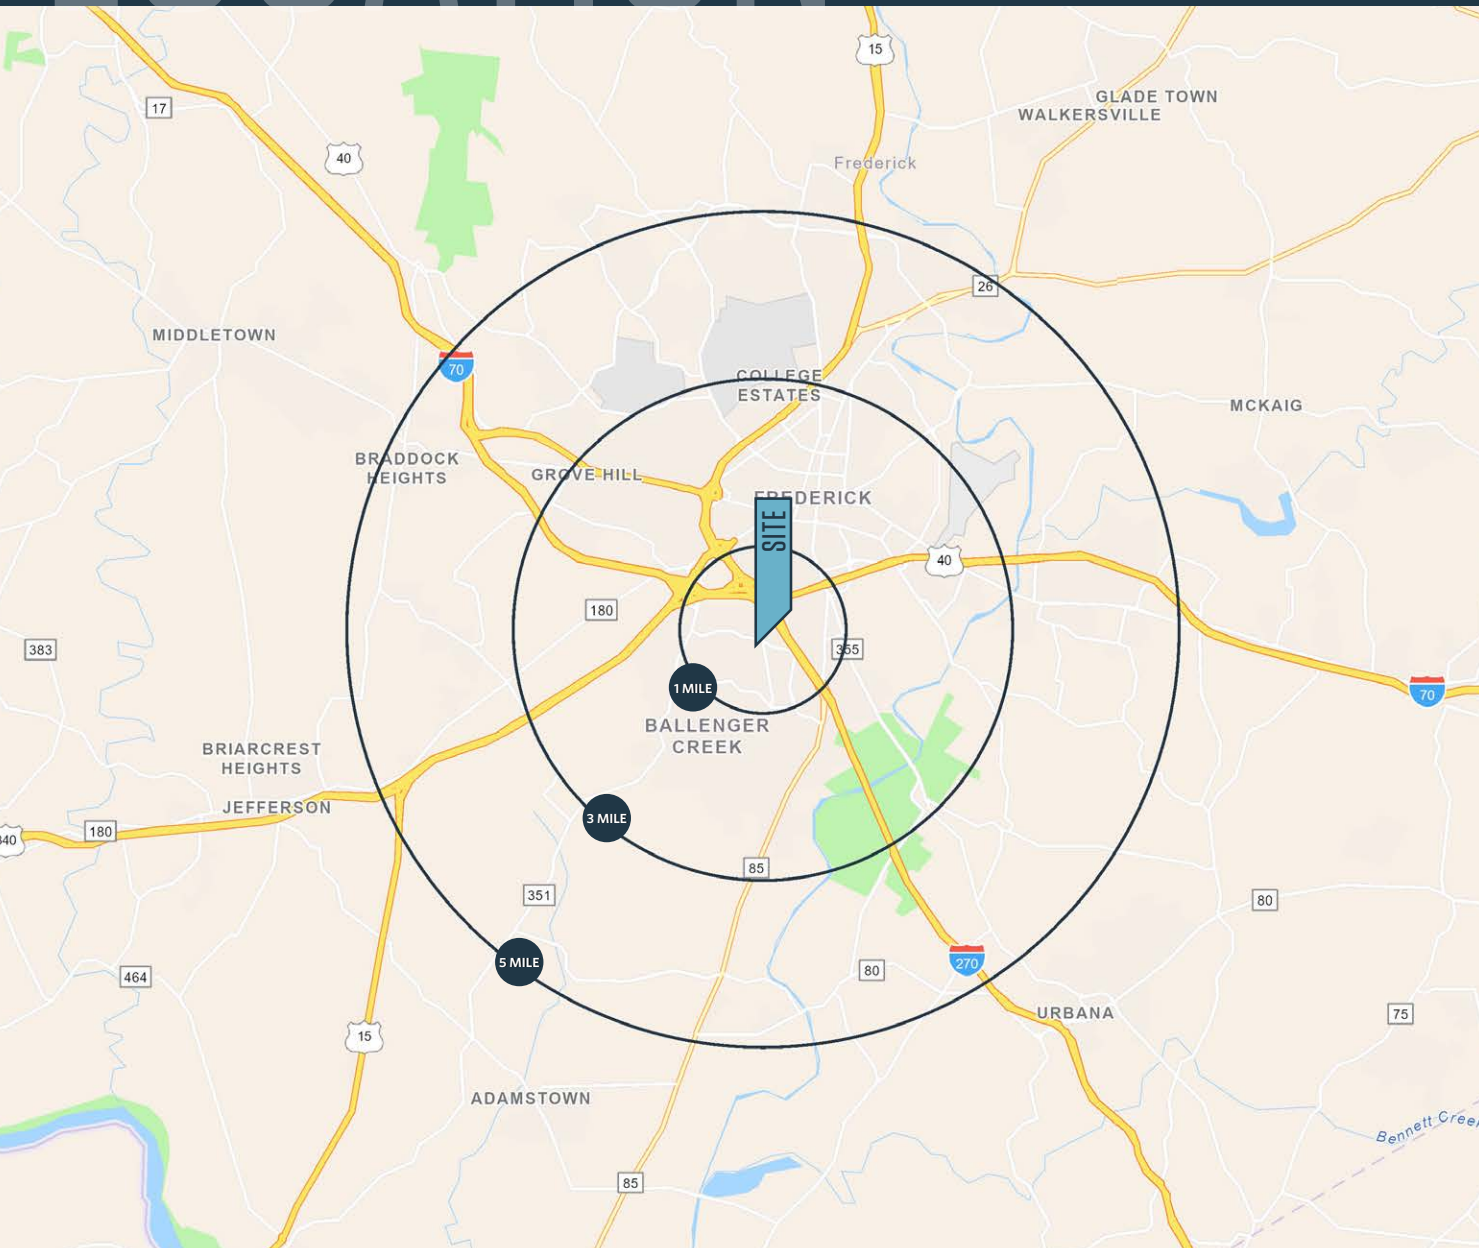 15
GLADE TOWN
17
WALKERSVILLE
40
Frederick
26
MIDDLETOWN
70
COLLEGE
ESTATES
MCKAIG
BRADDOCK
HEIGHTS
GROVE HILL
FREDERICK
SITE
40
180
383
355
1 MILE
70
BALLENGER
CREEK
BRIARCREST
HEIGHTS
JEFFERSON
3 MILE
180
340
85
351
80
5 MILE
270
80
464
URBANA
75
15
ADAMSTOWN
Bennett Creek
85